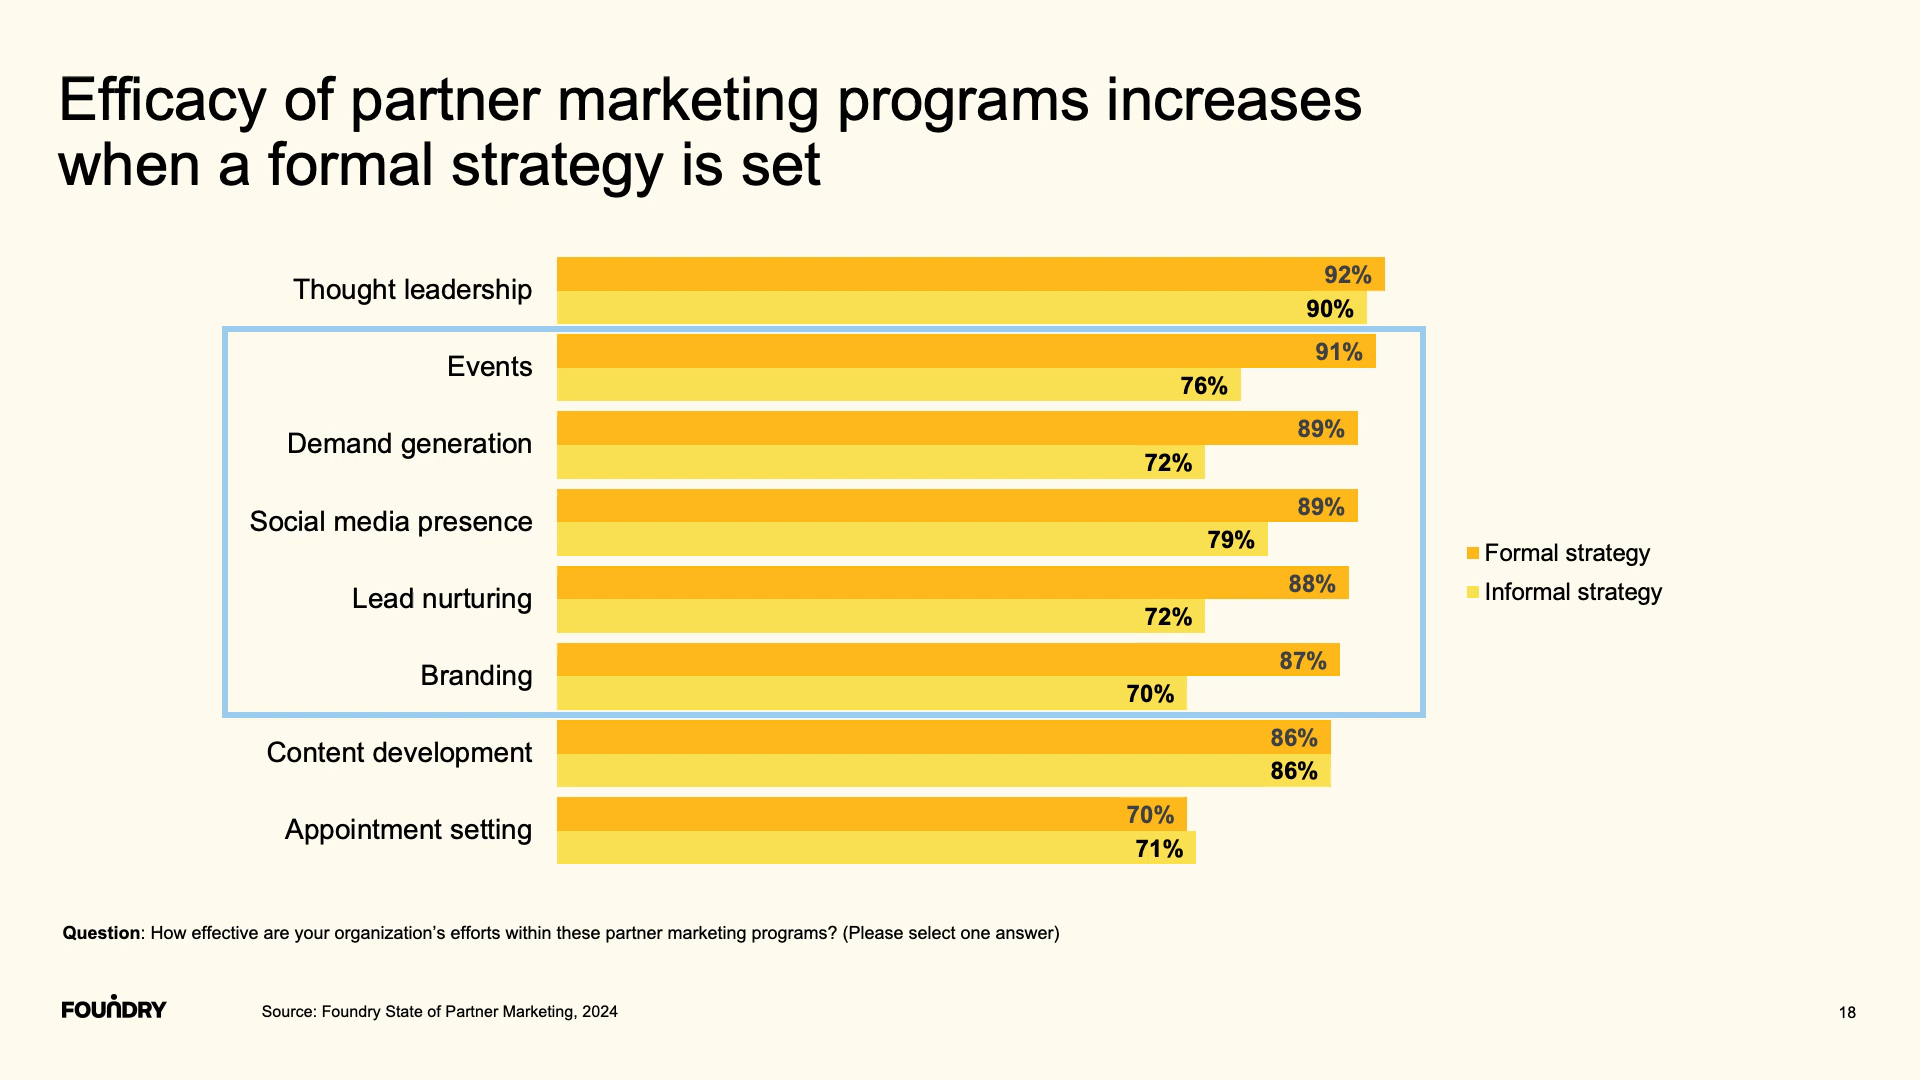 Efficacy of partner marketing programs increases
when a formal strategy is set
Thought leadership
92%
90%
Events
91%
76%
Demand generation
89%
72%
Social media presence
89%
79%
Lead nurturing
88%
72%
Branding
87%
70%
Content development
86%
86%
Appointment setting
70%
71%
Formal strategy
Informal strategy
Question: How effective are your organization’s efforts within these partner marketing programs? (Please select one answer)
FOUNDRY
Source: Foundry State of Partner Marketing, 2024
18